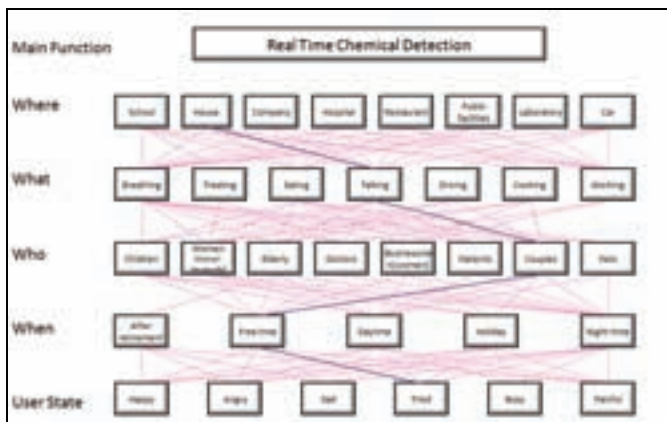 Main Function
Real Time Chemical Detection
Where
School House Company Hospital Restaurant Public facilities Laboratory Car
What
Breathing Treating Eating Talking Driving Cooking Working
Who
Children Elderly Doctors Patients Couples Pets
When
After retirement Free time Daytime Holiday Night time
User State
Happy Angry Sad Tired Busy Painful